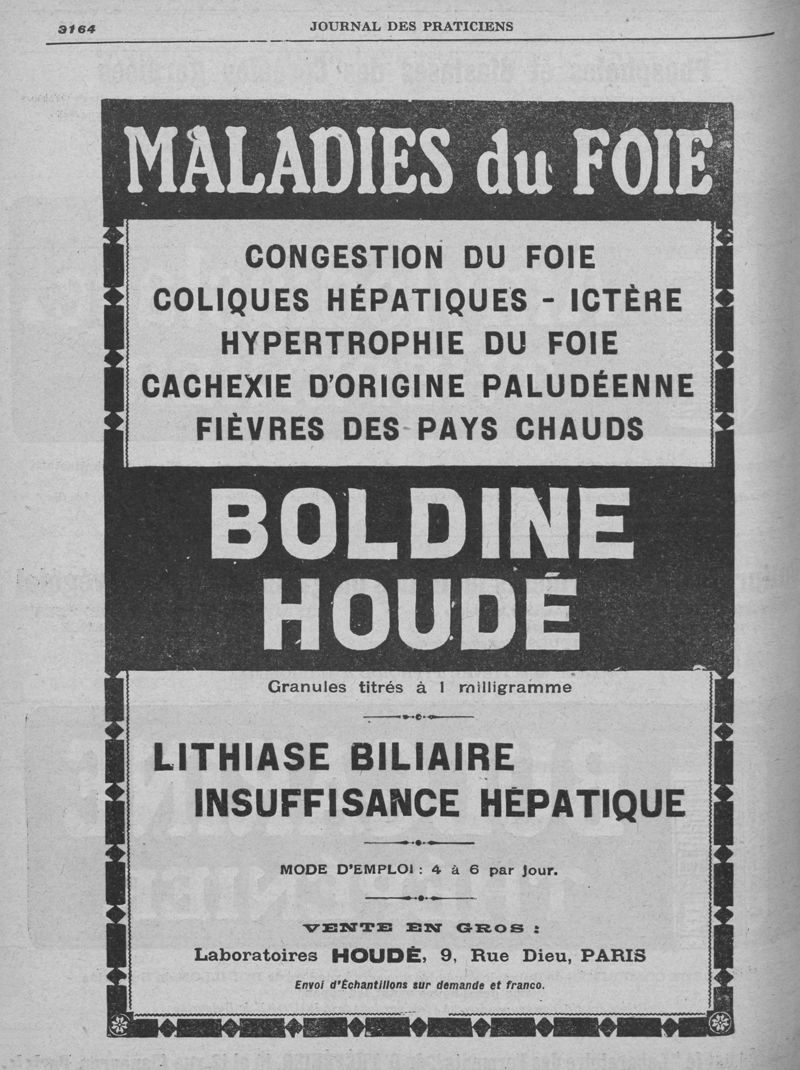 3164
JOURNAL DES PRATICIENS
MALADIES du FOIE
CONGESTION DU FOIE
COLIQUES HÉPATIQUES - ICTÈRE
HYPERTROPHIE DU FOIE
CACHEXIE D'ORIGINE PALUDÉENNE
FIÈVRES DES PAYS CHAUDS
BOLDINE
HOUDÉ
Granules titrés à 1 milligramme
LITHIASE BILIAIRE
INSUFFISANCE HÉPATIQUE
MODE D'EMPLOI : 4 à 6 par jour.
VENTE EN GROS :
Laboratoires HOUDÉ, 9, Rue Dieu, PARIS
Envoi d'Échantillons sur demande et franco.